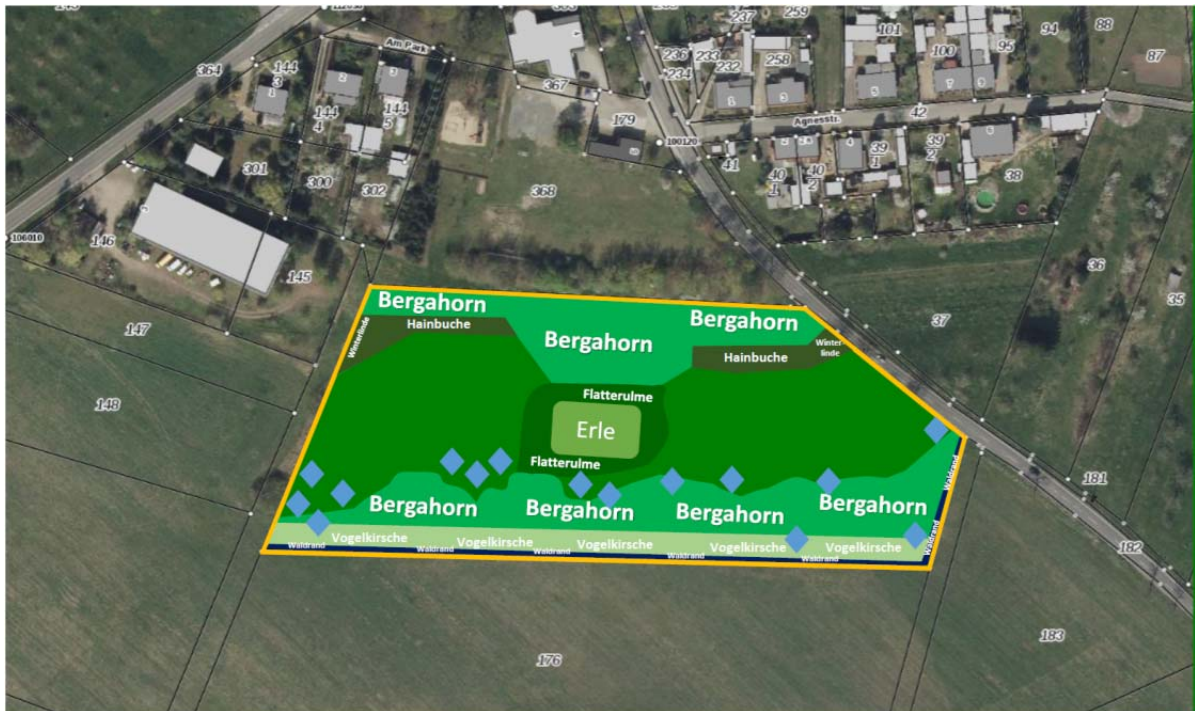 237
259
101
94
88
236
233
232
258
100
95
87
234
364
144
3
Am Park
367
144
4
144
5
179
Agnesstr.
42
100120
41
40
1
40
2
39
1
39
2
38
301
300
302
368
106010
146
145
36
35
37
147
148
Bergahorn
Bergahorn
Bergahorn
Hainbuche
Winterlinde
Winter-
linde
Hainbuche
Flatterulme
Erle
Flatterulme
Waldrand
181
Bergahorn
Bergahorn
Bergahorn
Bergahorn
Vogelkirsche
Vogelkirsche
Vogelkirsche
Vogelkirsche
Vogelkirsche
Waldrand
Waldrand
Waldrand
Waldrand
Waldrand
Waldrand
182
183
176